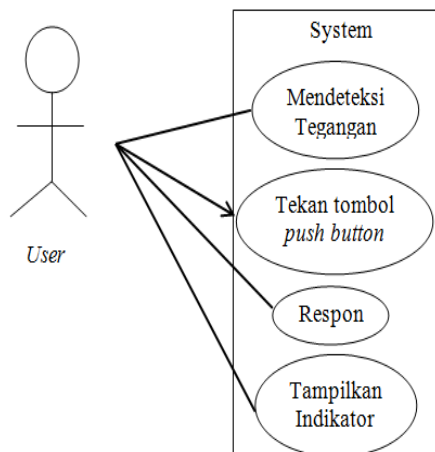 System
Mendeteksi
Tegangan
Tekan tombol
push button
User
Respon
Tampilkan
Indikator